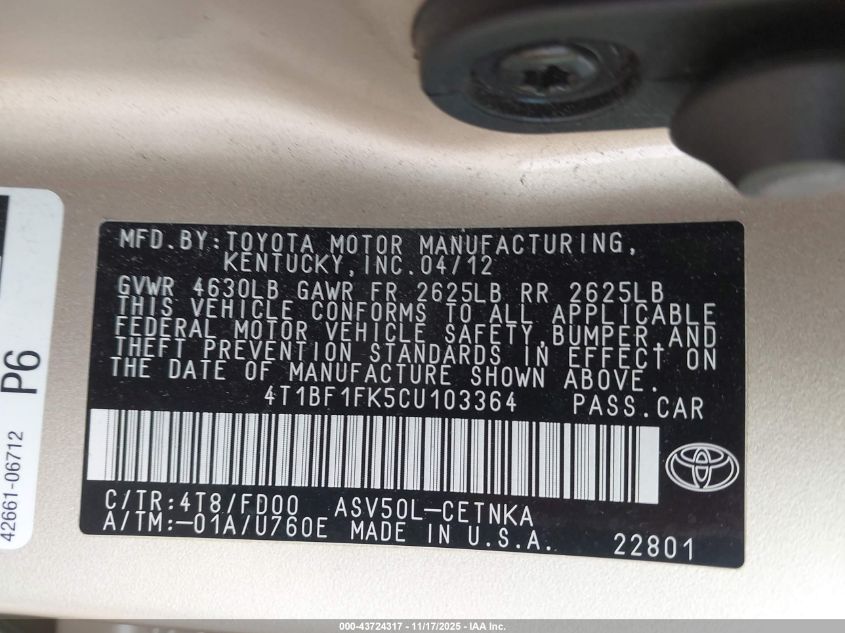 MFD.BY:TOYOTA MOTOR MANUFACTURING,
KENTUCKY,INC.04/12
GVWR 4630LB GAWR FR 2625LB RR 2625LB
THIS VEHICLE CONFORMS TO ALL APPLICABLE
FEDERAL MOTOR VEHICLE SAFETY,BUMPER,AND
THEFT PREVENTION STANDARDS IN EFFECT ON
THE DATE OF MANUFACTURE SHOWN ABOVE.
4T1BF1FK5CU103364 PASS.CAR
C/TR:4T8/FD00 ASV50L-CETNKA
A/TM:-01A/U760E MADE IN U.S.A. 22801
P6
42661-06712
000-43724317 - 11/17/2025 - IAA Inc.